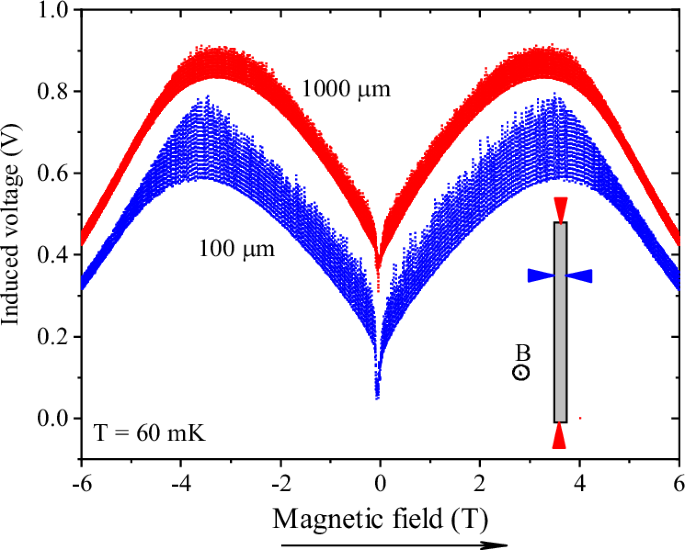 1.0
0.8
0.6
0.4
0.2
0.0
Induced voltage (V)
1000 μm
100 μm
B
T = 60 mK
-6 -4 -2 0 2 4 6
Magnetic field (T)